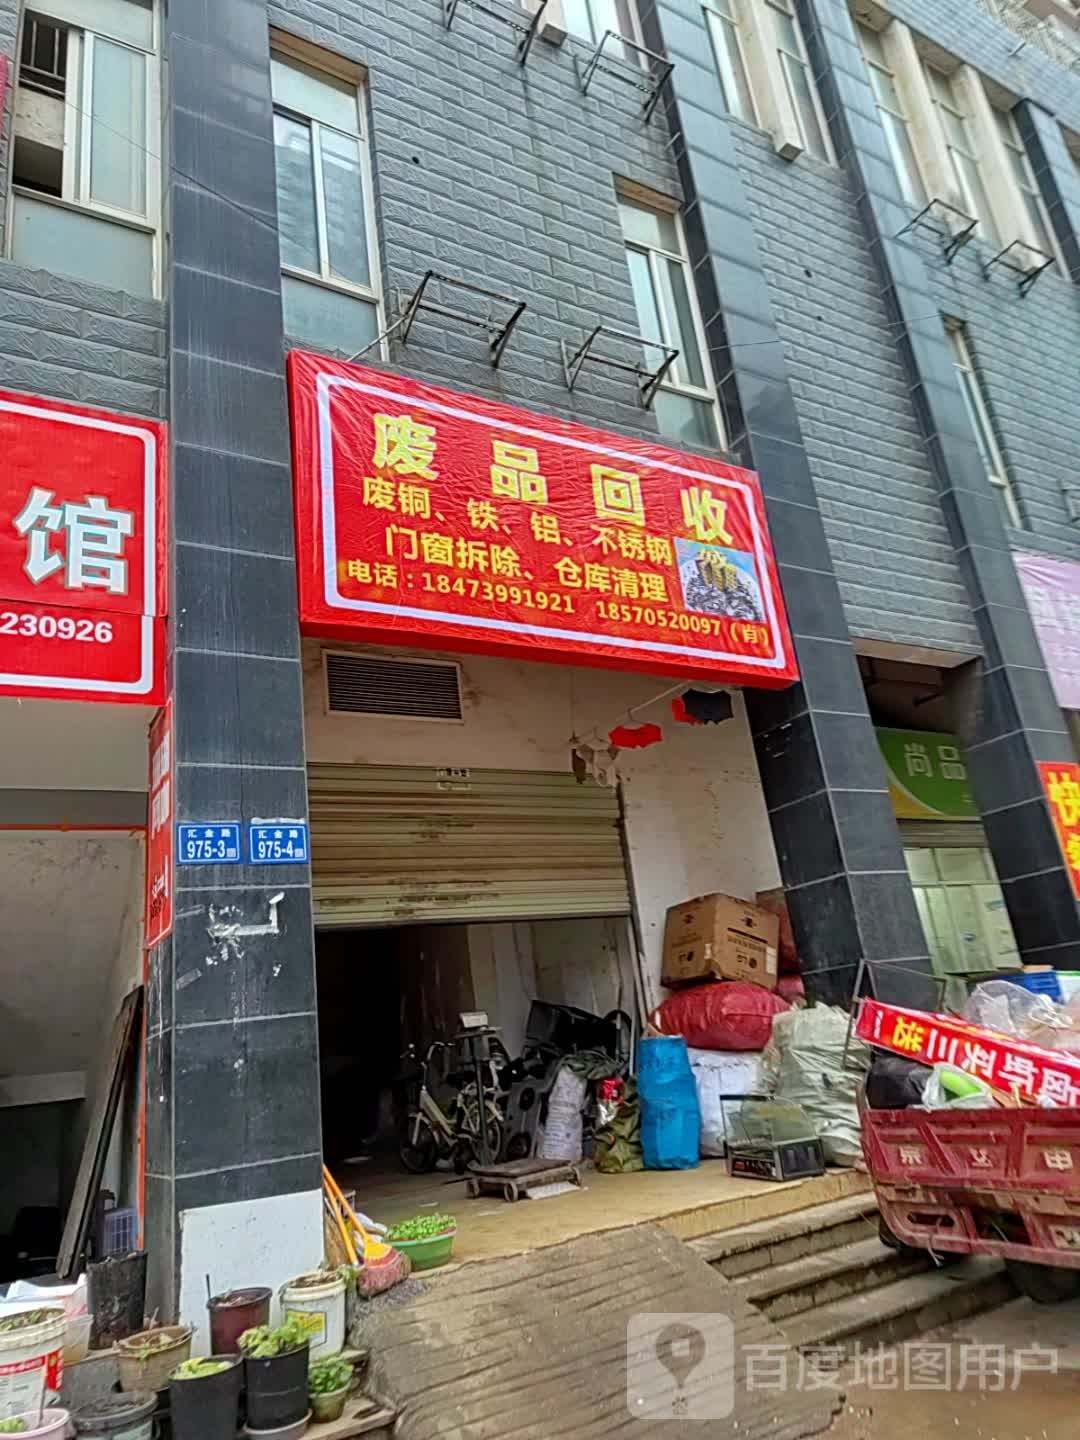 废品回收
废铜、铁、铝、不锈钢
门窗拆除、仓库清理
电话：18473991921 18570520097（肖）
馆
230926
汇金路
975-3
汇金路
975-4
尚品
快
百度地图用户